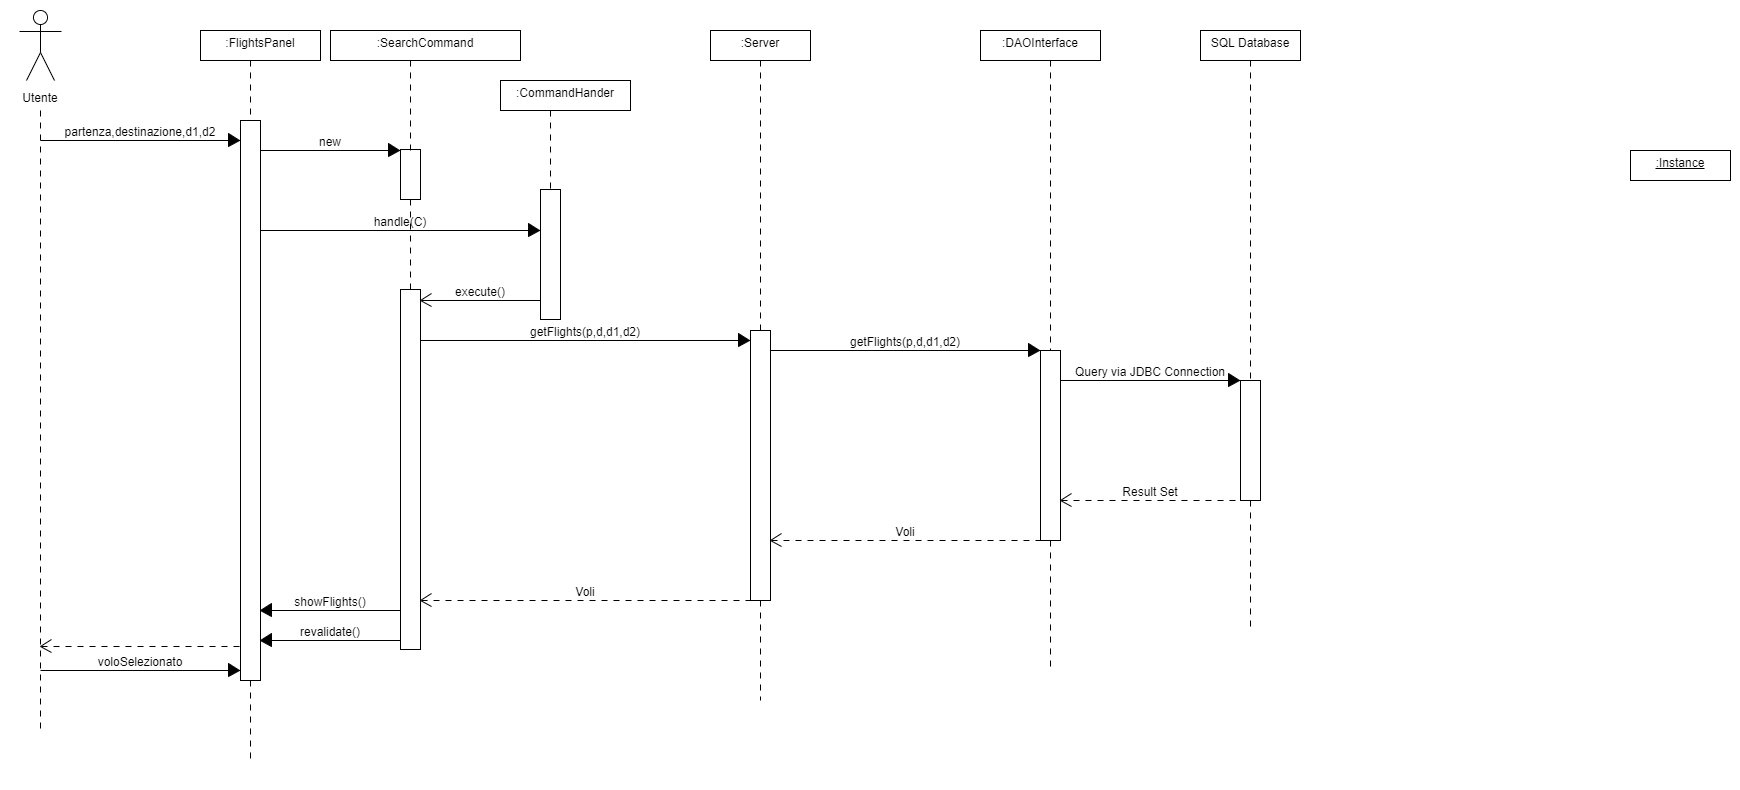 :FlightsPanel
:SearchCommand
:Server
:DAOInterface
SQL Database
:CommandHander
Utente
partenza,destinazione,d1,d2
new
:Instance
handle(C)
execute()
getFlights(p,d,d1,d2)
getFlights(p,d,d1,d2)
Query via JDBC Connection
Result Set
Voli
Voli
showFlights()
revalidate()
voloSelezionato